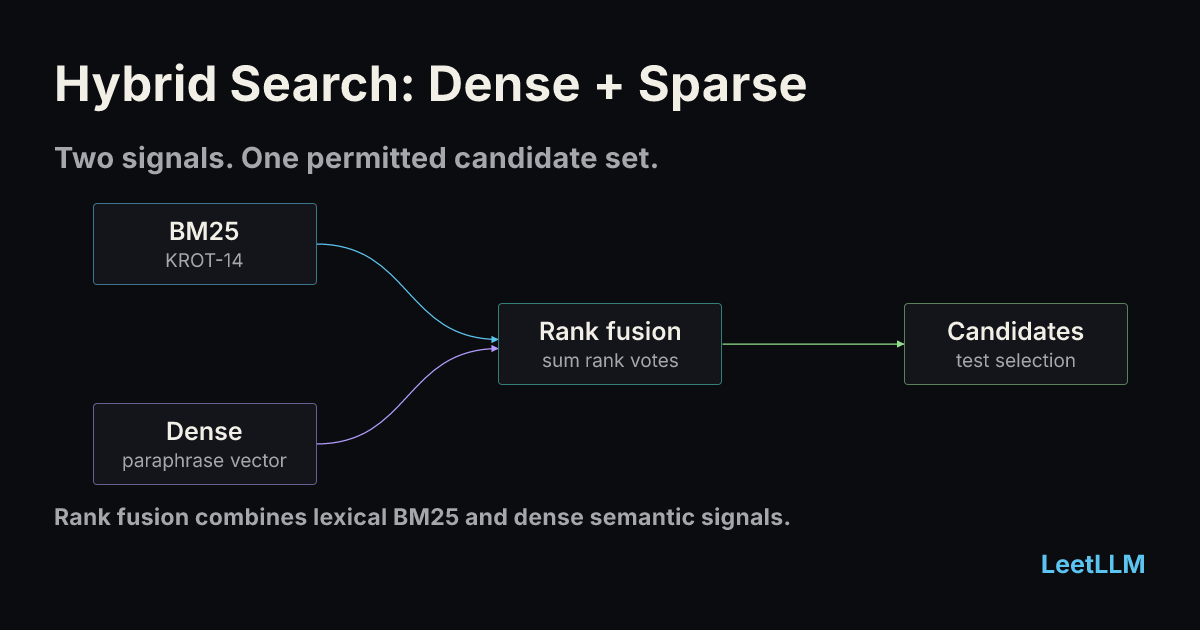 Hybrid Search: Dense + Sparse
Two signals. One permitted candidate set.
BM25
KROT-14
Dense
paraphrase vector
Rank fusion
sum rank votes
Candidates
test selection
Rank fusion combines lexical BM25 and dense semantic signals.
LeetLLM